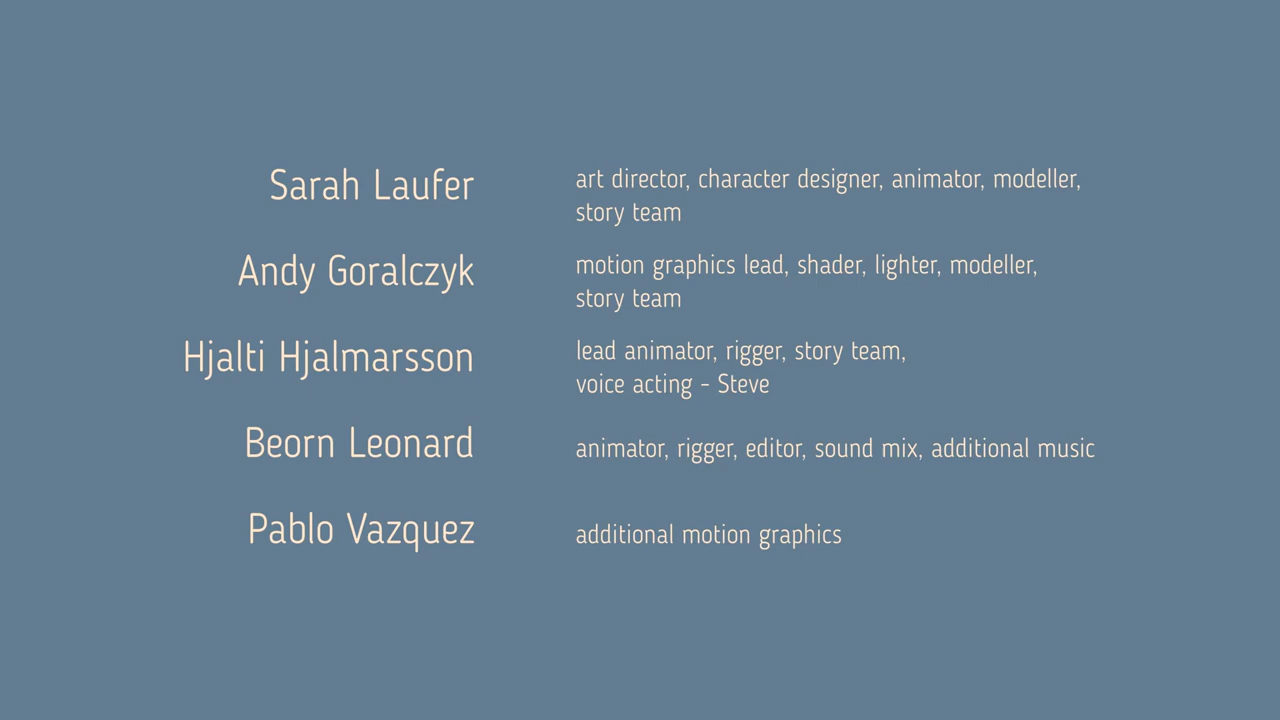 Sarah Laufer
art director, character designer, animator, modeller,
story team
Andy Goralczyk
motion graphics lead, shader, lighter, modeller,
story team
Hjalti Hjalmarsson
lead animator, rigger, story team,
voice acting - Steve
Beorn Leonard
animator, rigger, editor, sound mix, additional music
Pablo Vazquez
additional motion graphics